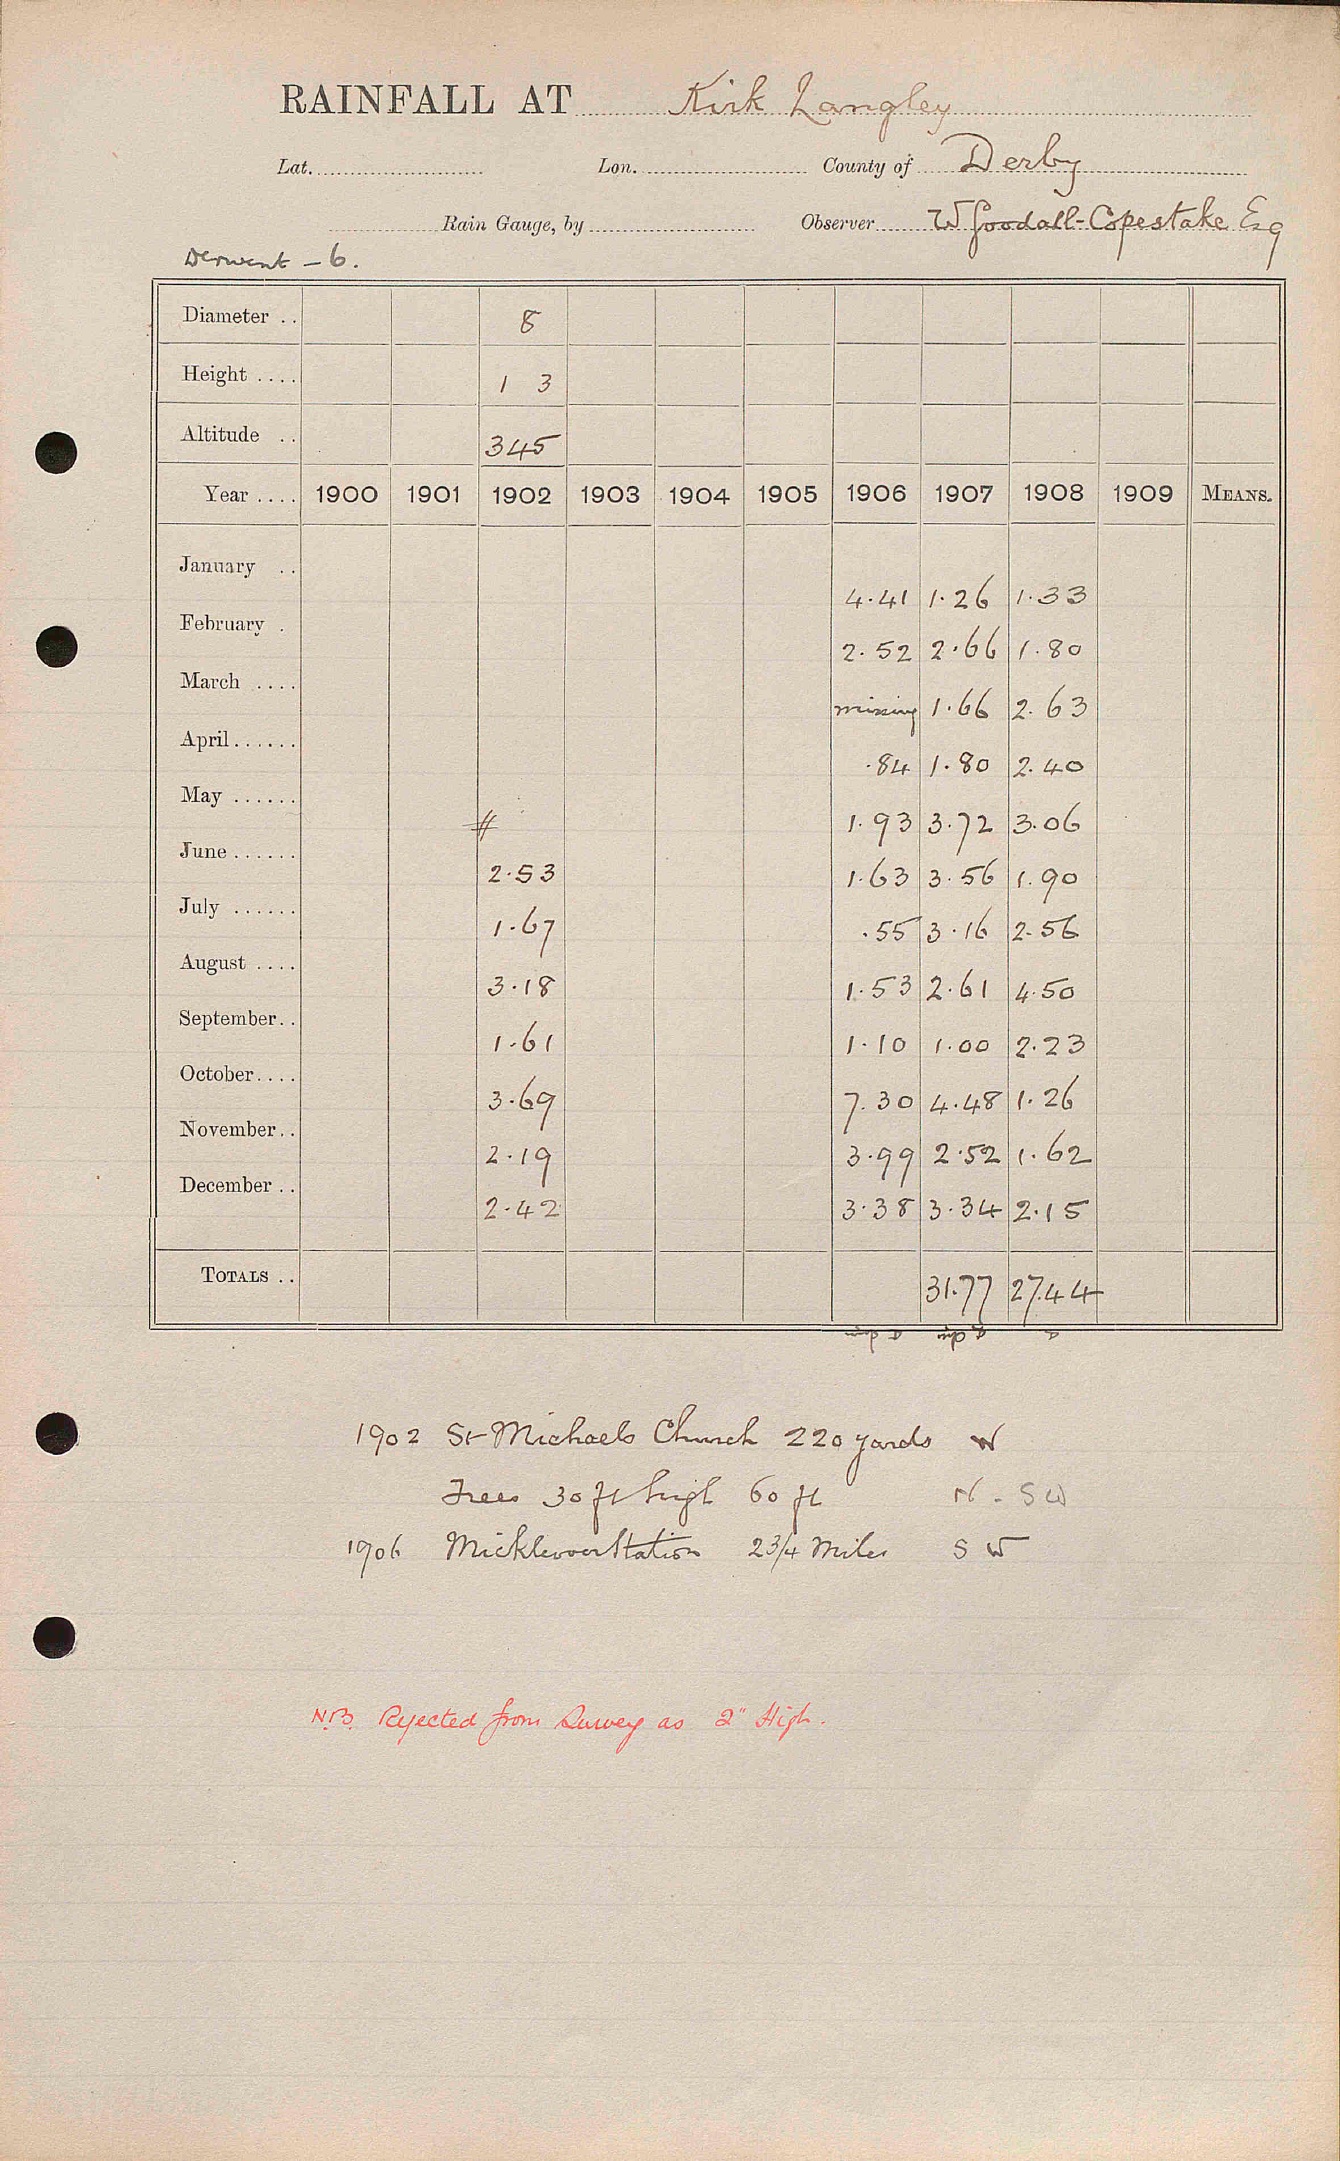 RAINFALL AT Kirk Langley
Lat. Lon. County of Derby
Rain Gauge, by Observer W Goodall-Copestake Esq
Derwent - 6.
Diameter .. 8
Height .... 1 3
Altitude .. 345
Year .... 1900 1901 1902 1903 1904 1905 1906 1907 1908 1909 MEANS.
January .. 4.41 1.26 1.33
February . 2.52 2.66 1.80
March .... missing 1.66 2.63
April...... .84 1.80 2.40
May ...... # 1.93 3.72 3.06
June ...... 2.53 1.63 3.56 1.90
July ...... 1.67 .55 3.16 2.56
August .... 3.18 1.53 2.61 4.50
September.. 1.61 1.10 1.00 2.23
October.... 3.69 7.30 4.48 1.26
November.. 2.19 3.99 2.52 1.62
December .. 2.42 3.38 3.34 2.15
TOTALS .. 31.77 27.44
1902 St Michaels Church 220 yards W
Trees 30 ft high 60 ft N - SW
1906 Mickleover Station 2 3/4 Miles S W
N.B. Rejected from Survey as 2" High.